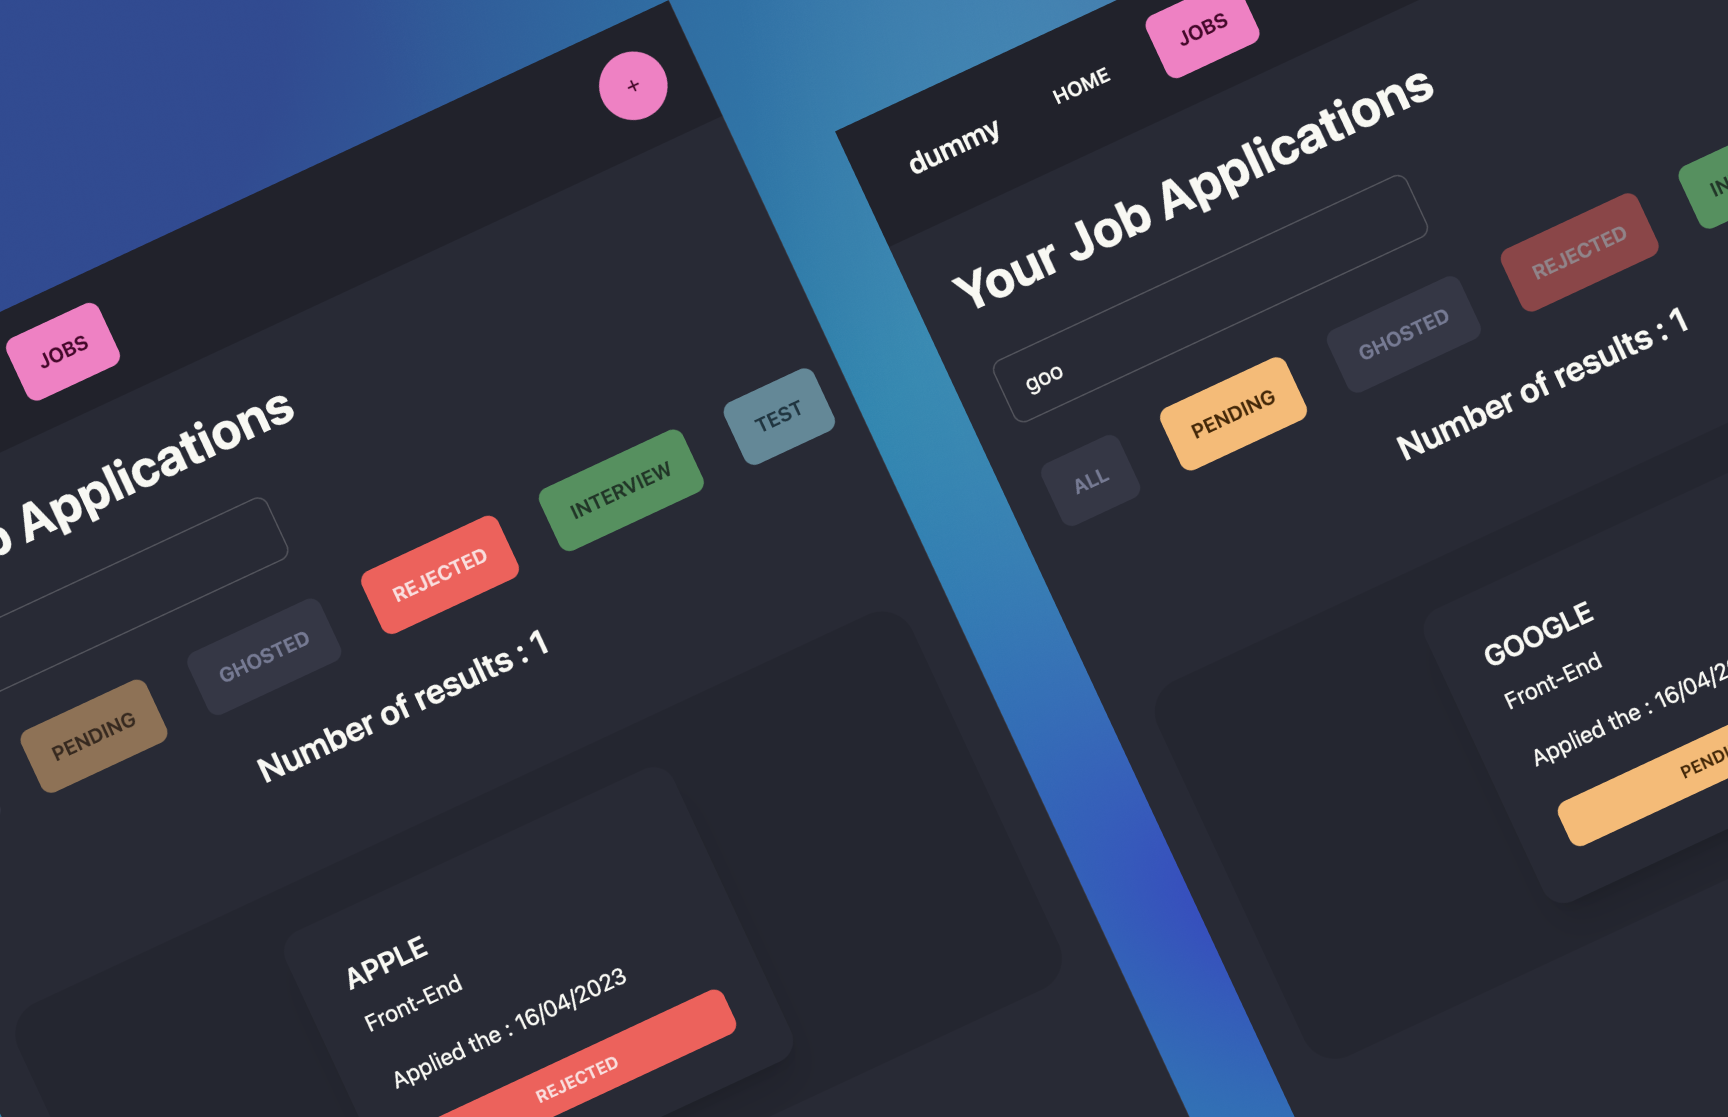 +
JOBS
Applications
PENDING
GHOSTED
REJECTED
INTERVIEW
TEST
Number of results : 1
APPLE
Front-End
Applied the : 16/04/2023
REJECTED
dummy
HOME
JOBS
Your Job Applications
goo
ALL
PENDING
GHOSTED
REJECTED
Number of results : 1
GOOGLE
Front-End
Applied the : 16/04/2